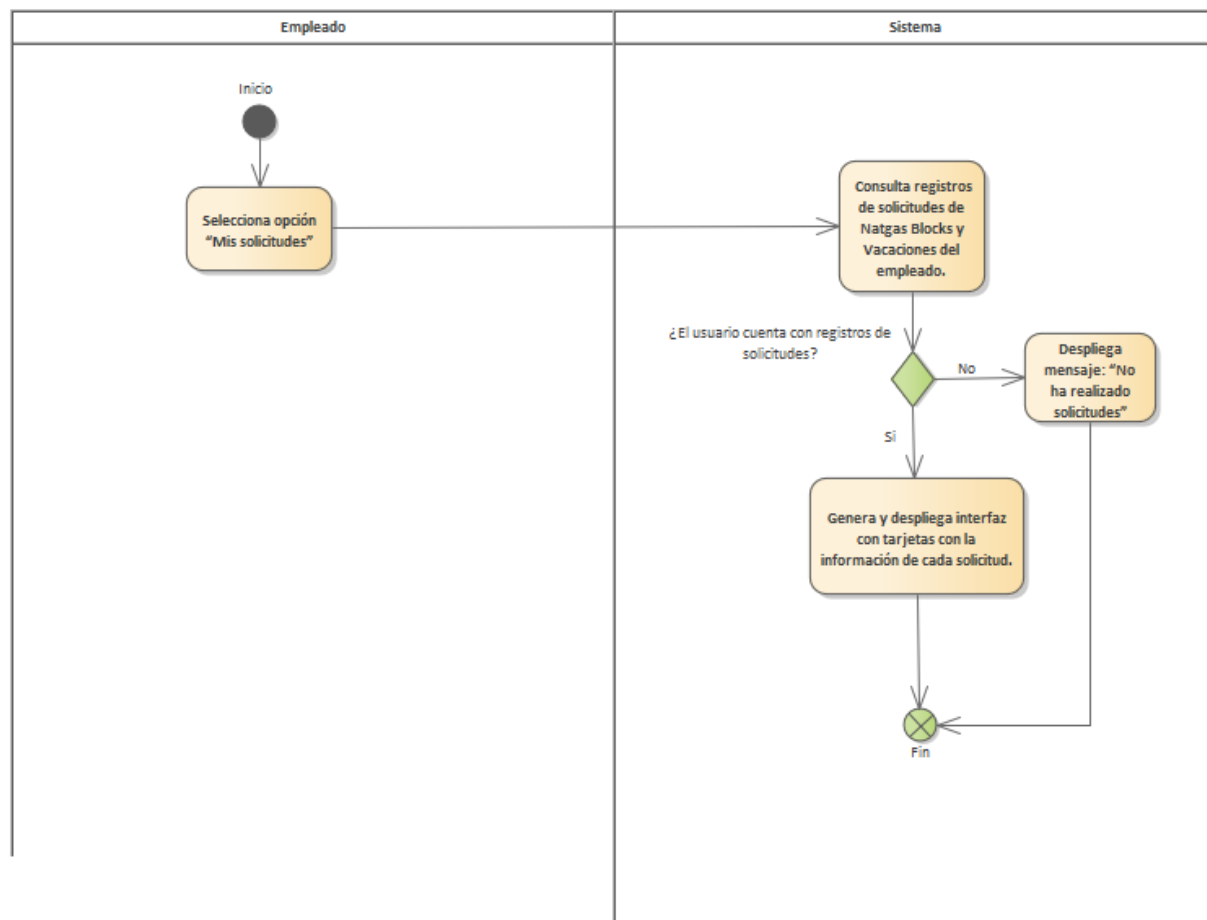 Empleado
Sistema
Inicio
Selecciona opción
“Mis solicitudes”
Consulta registros
de solicitudes de
Natgas Blocks y
Vacaciones del
empleado.
¿El usuario cuenta con registros de
solicitudes?
No
Despliega
mensaje: “No
ha realizado
solicitudes”
Si
Genera y despliega interfaz
con tarjetas con la
información de cada solicitud.
Fin